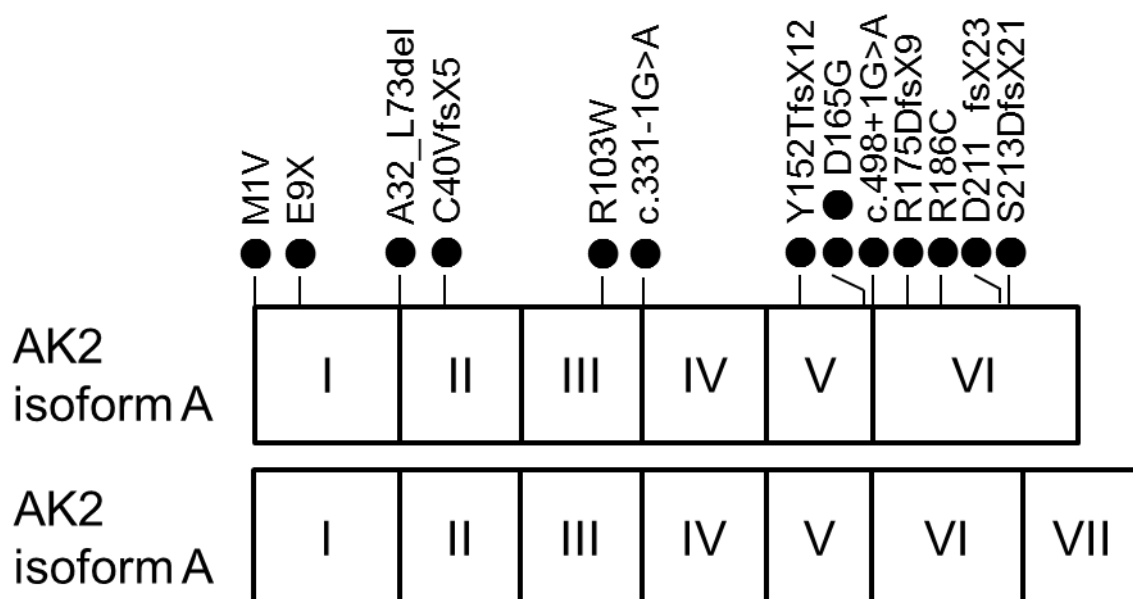 M1V
E9X
A32_L73del
C40VfsX5
R103W
c.331-1G>A
Y152TfsX12
D165G
c.498+1G>A
R175DfsX9
R186C
D211_fsX23
S213DfsX21
AK2
isoform A
I
II
III
IV
V
VI
AK2
isoform A
I
II
III
IV
V
VI
VII